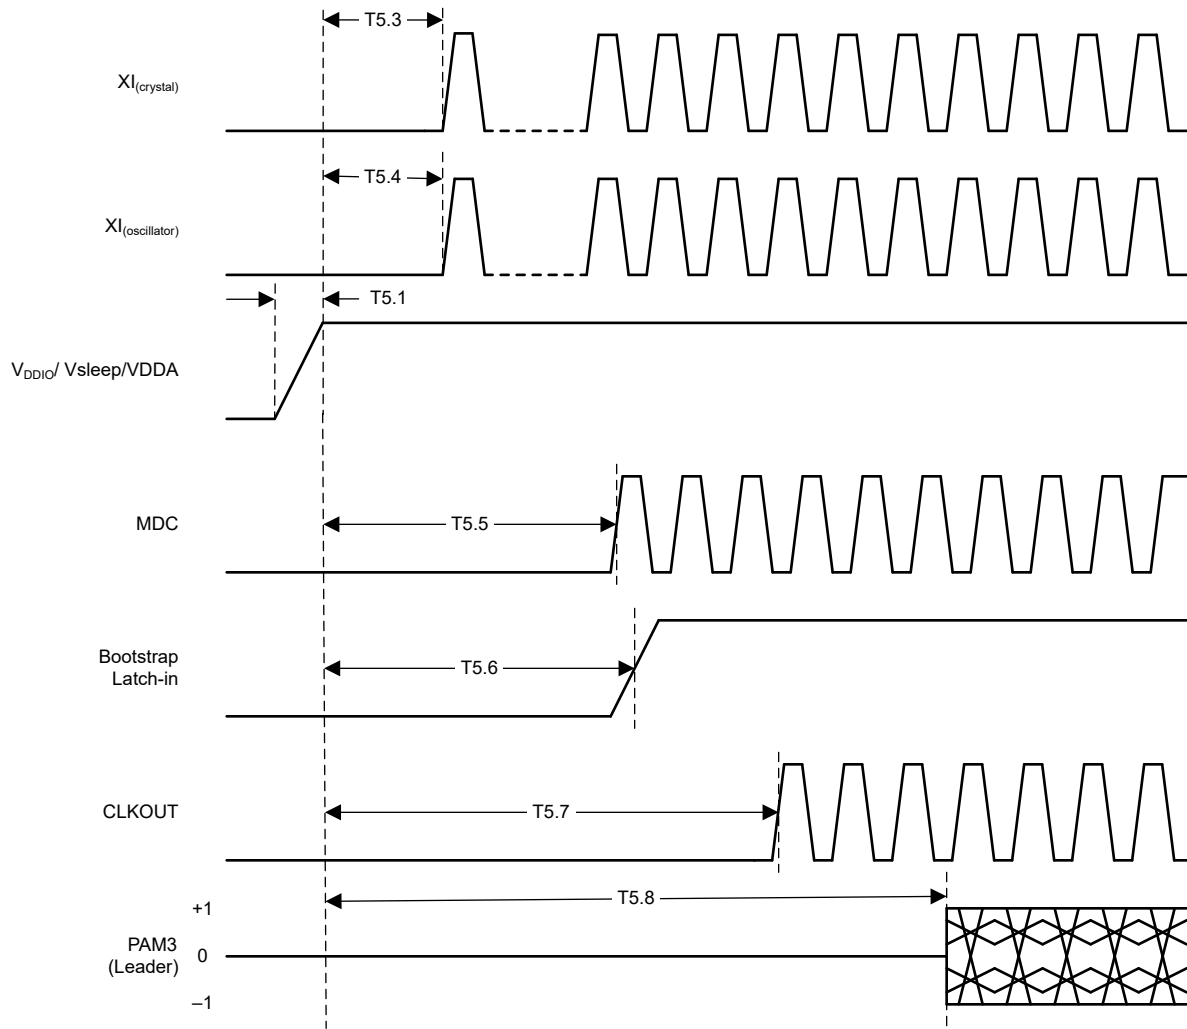 T5.3
XI(crystal)
T5.4
XI(oscillator)
T5.1
VDDIO/ Vsleep/VDDA
MDC
T5.5
Bootstrap
Latch-in
T5.6
CLKOUT
T5.7
T5.8
+1
PAM3
(Leader)
0
–1